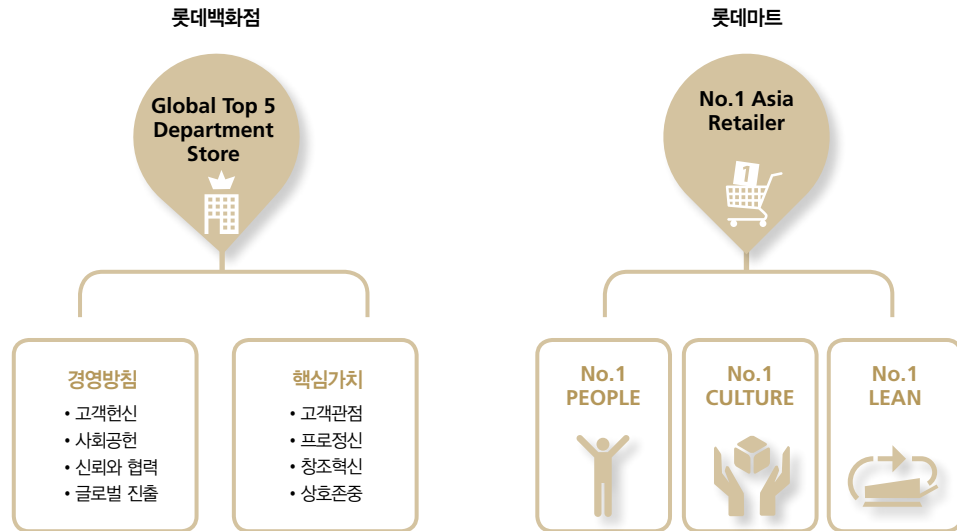 롯데백화점
Global Top 5
Department
Store
경영방침
• 고객헌신
• 사회공헌
• 신뢰와 협력
• 글로벌 진출
핵심가치
• 고객관점
• 프로정신
• 창조혁신
• 상호존중
롯데마트
No.1 Asia
Retailer
1
No.1
PEOPLE
No.1
CULTURE
No.1
LEAN